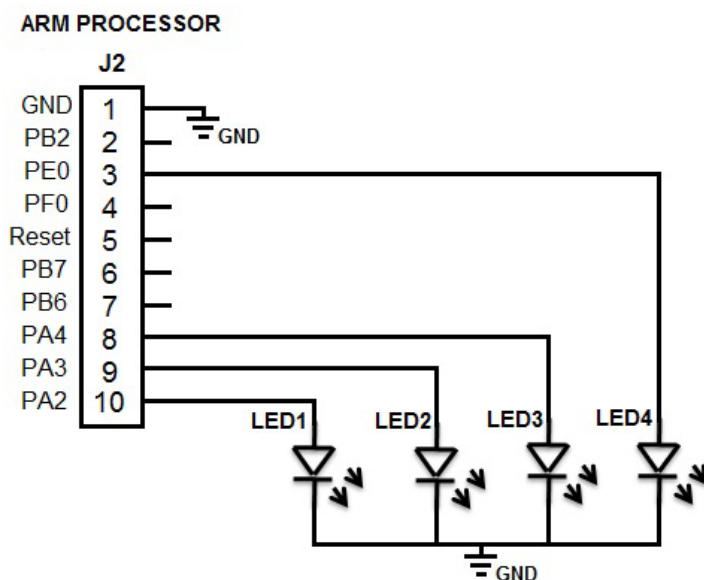 ARM PROCESSOR
J2
GND 1
GND
PB2 2
PE0 3
PF0 4
Reset 5
PB7 6
PB6 7
PA4 8
PA3 9
PA2 10
LED1 LED2 LED3 LED4
GND